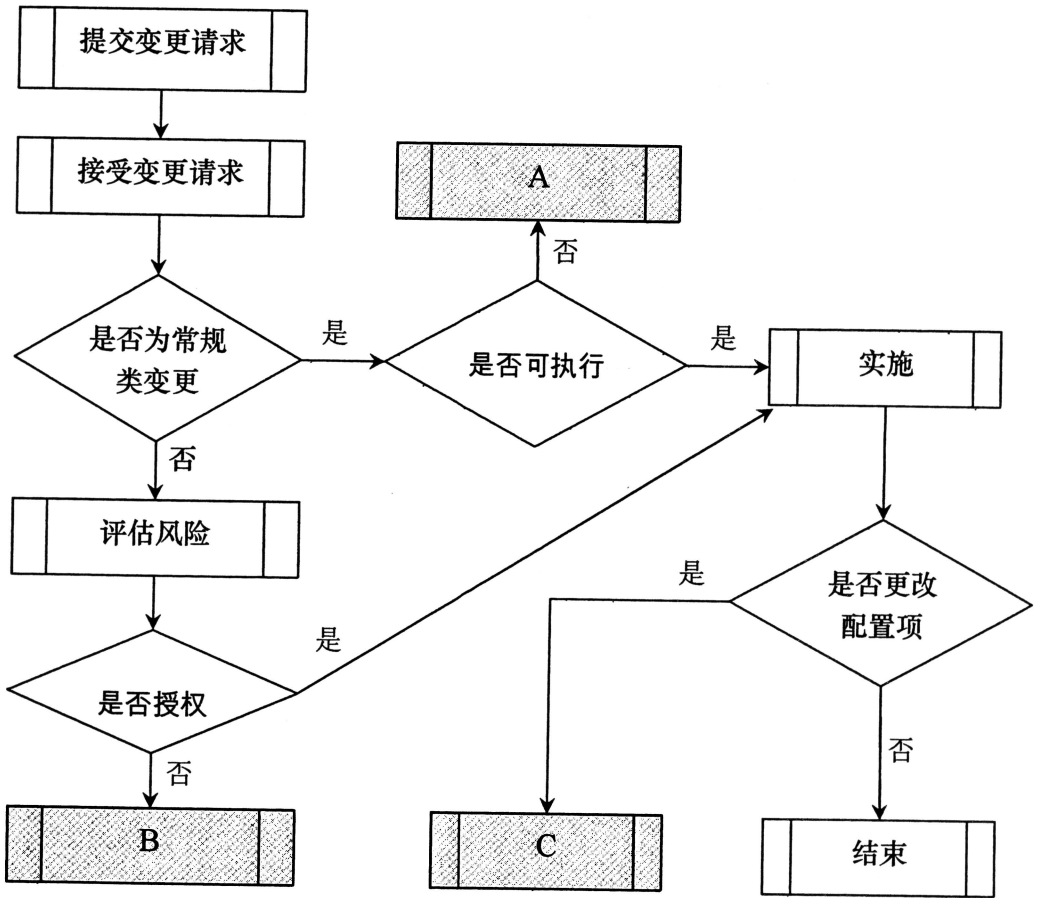 提交变更请求
接受变更请求
A
否
是否为常规
类变更
是
是否可执行
是
实施
否
评估风险
是
是否更改
配置项
是
是否授权
否
否
B
C
结束